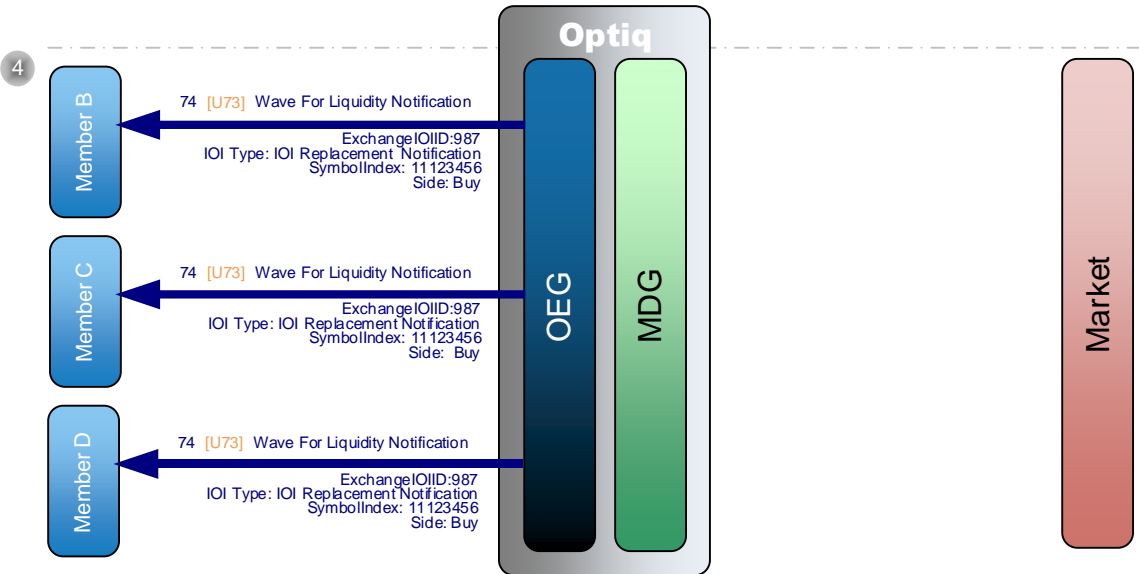 Optiq
4
Member B
74 [U73] Wave For Liquidity Notification
ExchangeIOIID:987
IOI Type: IOI Replacement Notification
SymbolIndex: 11123456
Side: Buy
Member C
74 [U73] Wave For Liquidity Notification
ExchangeIOIID:987
IOI Type: IOI Replacement Notification
SymbolIndex: 11123456
Side: Buy
Member D
74 [U73] Wave For Liquidity Notification
ExchangeIOIID:987
IOI Type: IOI Replacement Notification
SymbolIndex: 11123456
Side: Buy
OEG
MDG
Market